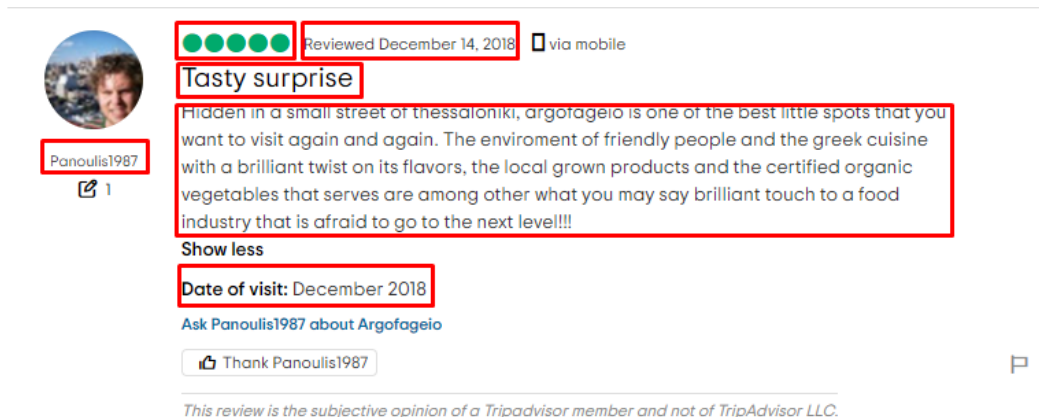 Reviewed December 14, 2018 via mobile
Tasty surprise
Hidden in a small street of thessaloniki, argofageio is one of the best little spots that you
want to visit again and again. The enviroment of friendly people and the greek cuisine
with a brilliant twist on its flavors, the local grown products and the certified organic
vegetables that serves are among other what you may say brilliant touch to a food
industry that is afraid to go to the next level!!!
Panoulis1987
1
Show less
Date of visit: December 2018
Ask Panoulis1987 about Argofageio
Thank Panoulis1987
This review is the subjective opinion of a Tripadvisor member and not of TripAdvisor LLC.